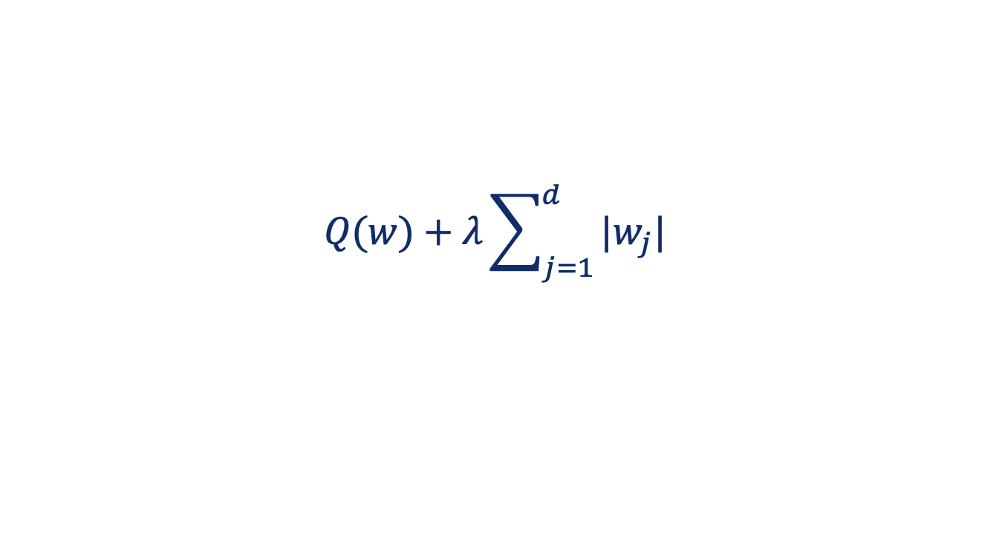 Q(w) + λ∑_{j=1}^{d} |w_j|